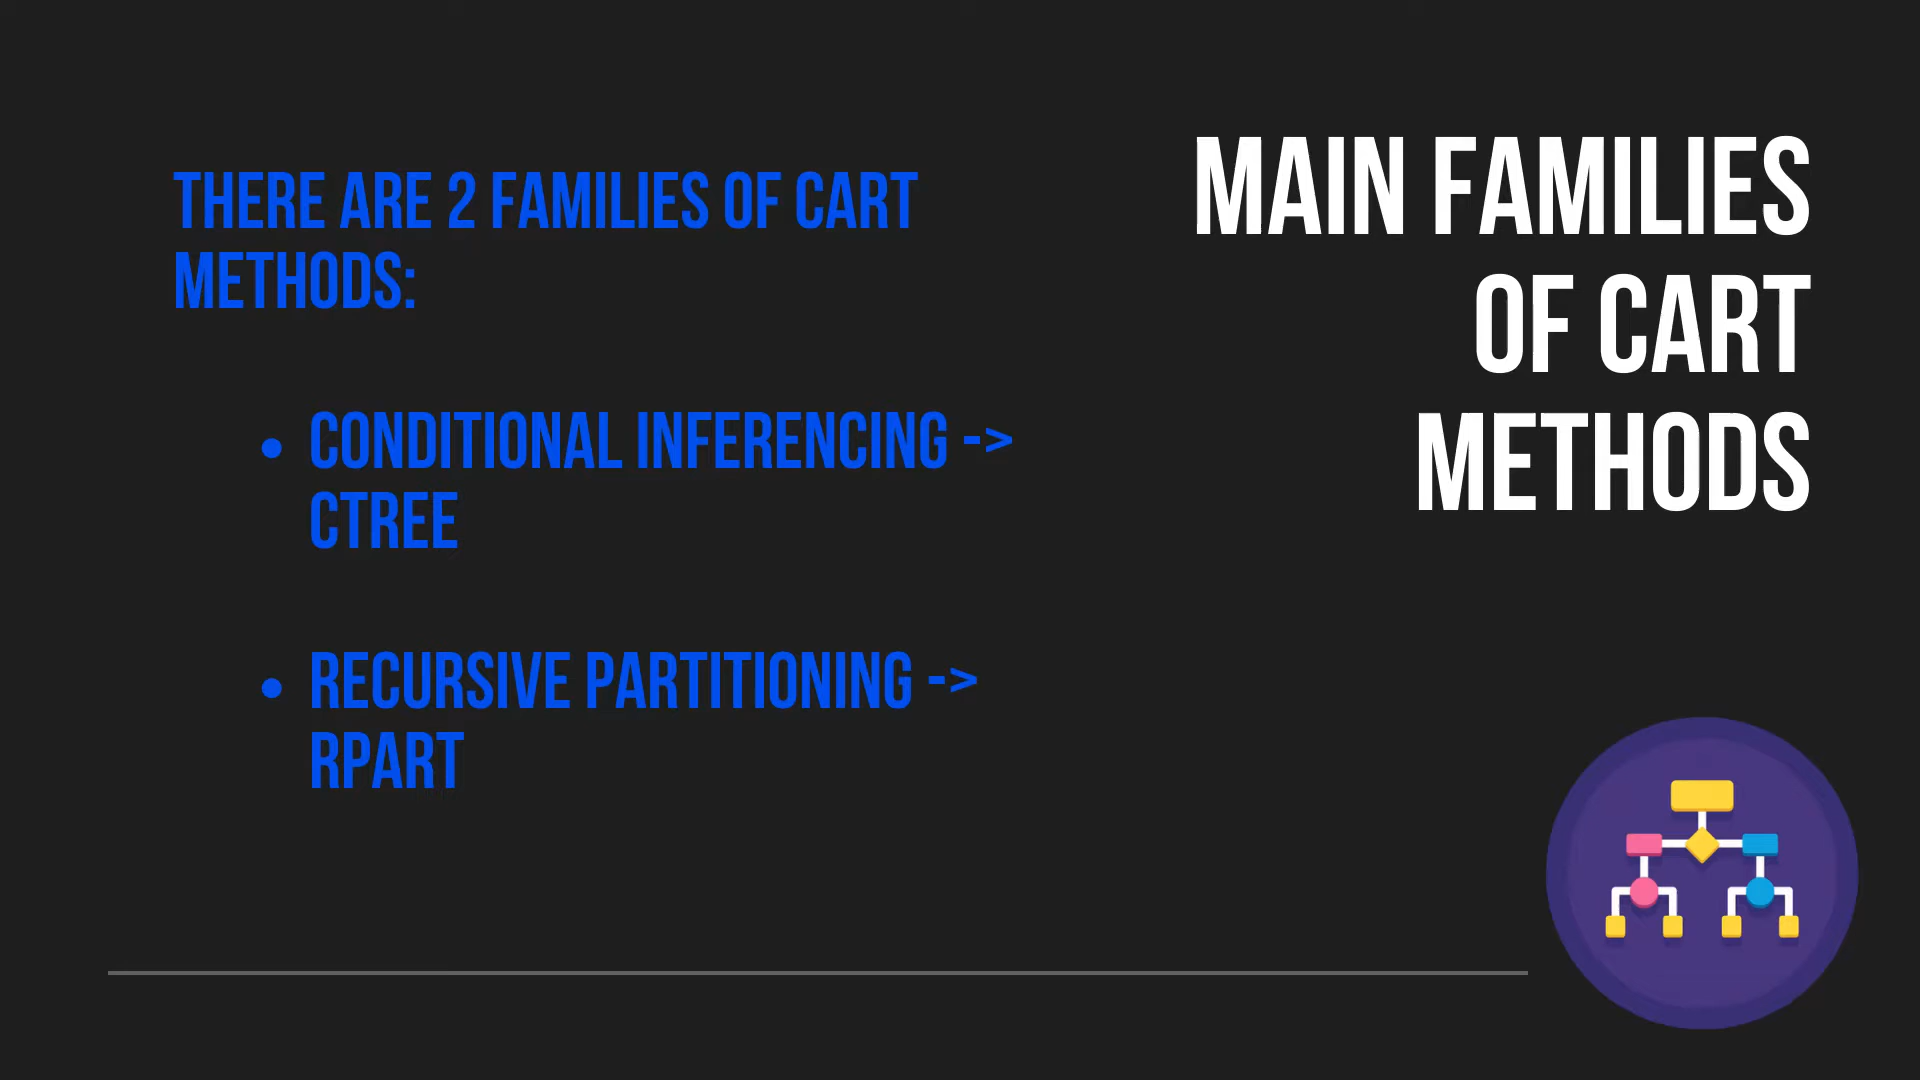 MAIN FAMILIES
OF CART
METHODS
THERE ARE 2 FAMILIES OF CART
METHODS:
• CONDITIONAL INFERENCING ->
CTREE
• RECURSIVE PARTITIONING ->
RPART